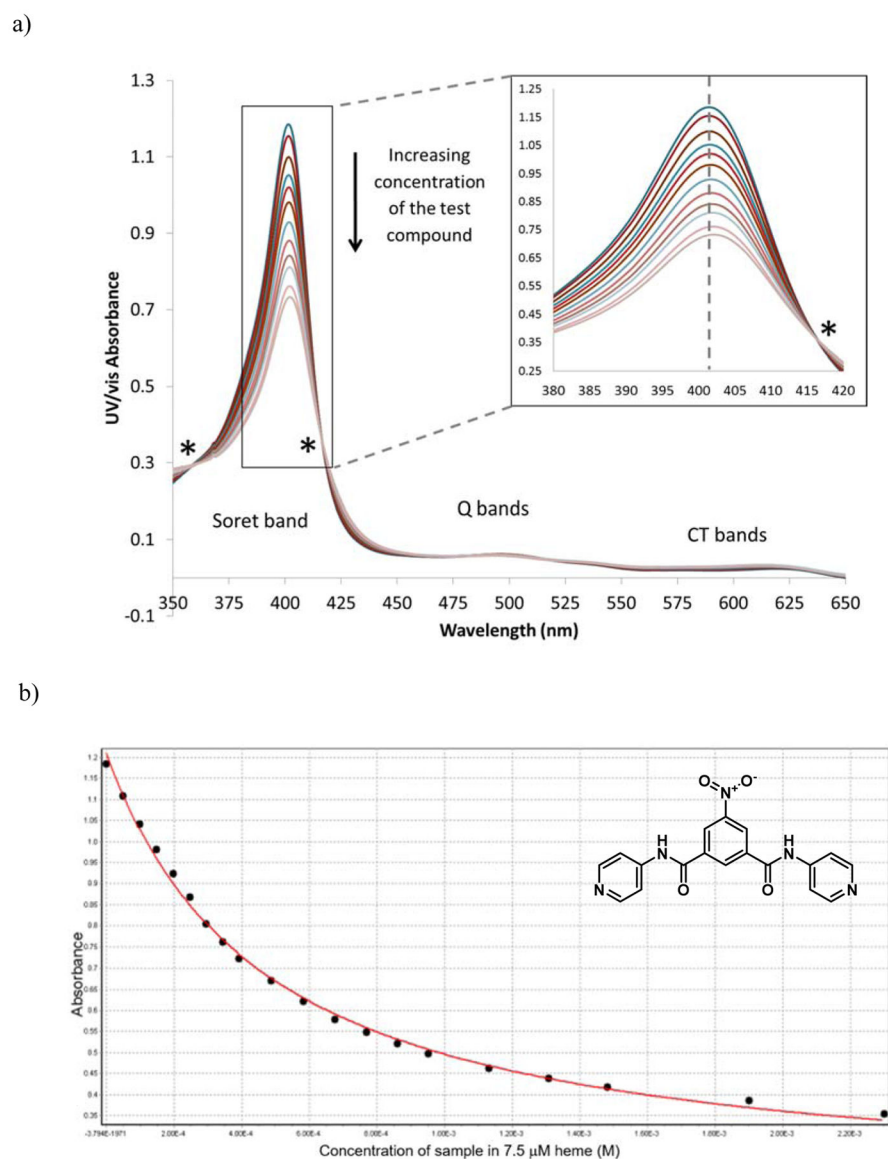 a)
1.3
1.1
0.9
0.7
0.5
0.3
0.1
-0.1
UV/vis Absorbance
350 375 400 425 450 475 500 525 550 575 600 625 650
Wavelength (nm)
*
*
Soret band
Q bands
CT bands
Increasing
concentration
of the test
compound
1.25
1.15
1.05
0.95
0.85
0.75
0.65
0.55
0.45
0.35
0.25
380 385 390 395 400 405 410 415 420
*
b)
1.2
1.15
1.1
1.05
1.0
0.95
0.9
0.85
0.8
0.75
0.7
0.65
0.6
0.55
0.5
0.45
0.4
0.35
Absorbance
2.00E-4 4.00E-4 6.00E-4 8.00E-4 1.00E-3 1.20E-3 1.40E-3 1.60E-3 1.80E-3 2.00E-3 2.20E-3
Concentration of sample in 7.5 μM heme (M)
O N⁺ O⁻
H N H N
N O O N